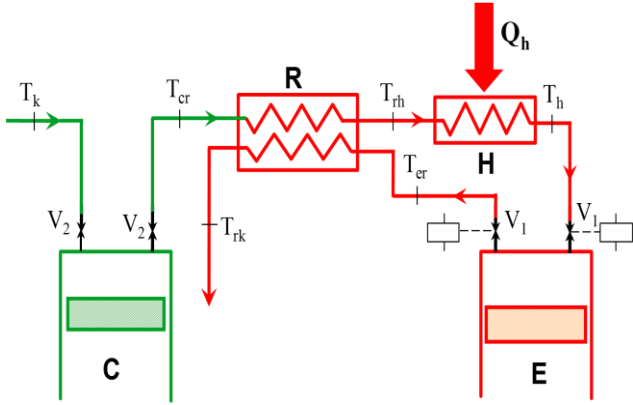 Q_h
R
T_k
T_cr
T_rh
T_h
H
T_er
V_2
V_2
T_rk
V_1
V_1
C
E